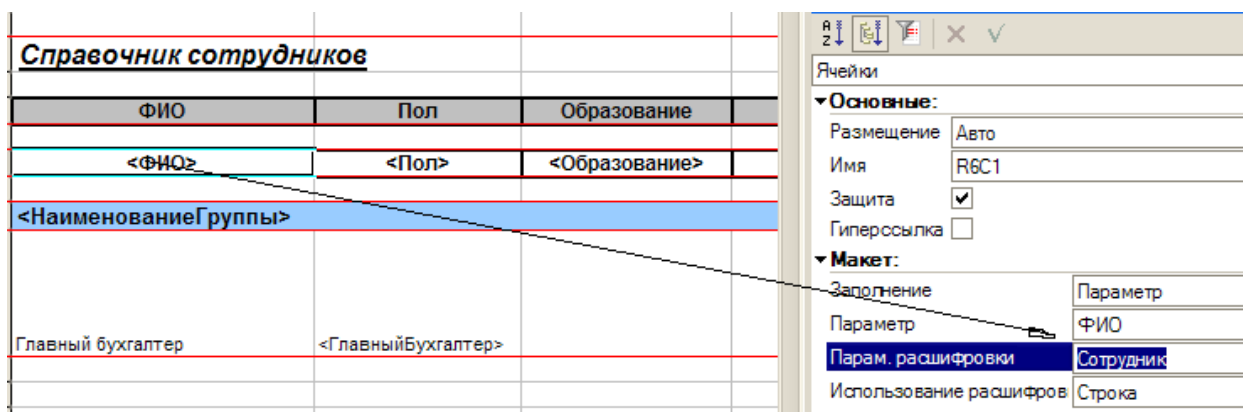 Справочник сотрудников
ФИО Пол Образование
<ФИО> <Пол> <Образование>
<НаименованиеГруппы>
Главный бухгалтер <ГлавныйБухгалтер>
Ячейки
Основные:
Размещение Авто
Имя R6C1
Защита
Гиперссылка
Макет:
Заполнение Параметр
Параметр ФИО
Парам. расшифровки Сотрудник
Использование расшифров Строка